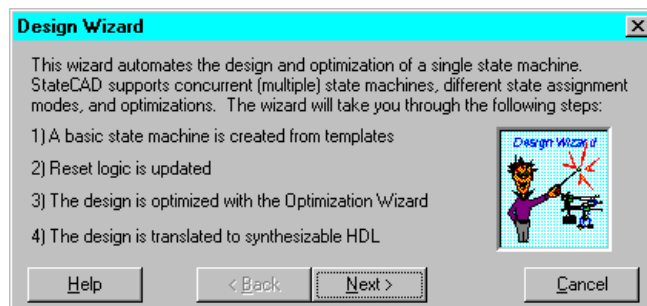 Design Wizard
This wizard automates the design and optimization of a single state machine.
StateCAD supports concurrent (multiple) state machines, different state assignment
modes, and optimizations. The wizard will take you through the following steps:
1) A basic state machine is created from templates
Design Wizard
2) Reset logic is updated
3) The design is optimized with the Optimization Wizard
4) The design is translated to synthesizable HDL
Help
< Back
Next >
Cancel